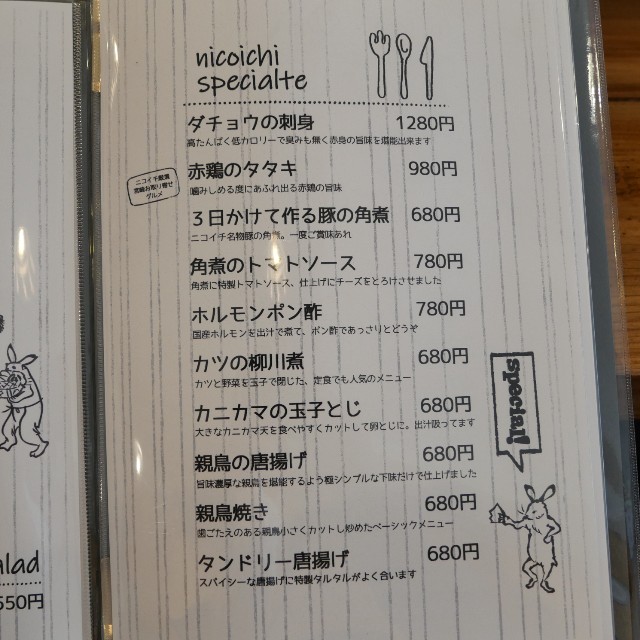 nicoichi
specialte
ダチョウの刺身 1280円
高たんぱく低カロリーで臭みも無く赤身の旨味を堪能出来ます
赤鶏のタタキ 980円
噛みしめる度にあふれ出る赤鶏の旨味
ニコイチ厳選
宮崎お取り寄せ
グルメ
3日かけて作る豚の角煮 680円
ニコイチ名物豚の角煮。一度ご賞味あれ
角煮のトマトソース 780円
角煮に特製トマトソース、仕上げにチーズをとろけさせました
ホルモンポン酢 780円
国産ホルモンを出汁で煮て、ポン酢であっさりとどうぞ
カツの柳川煮 680円
カツと野菜を玉子で閉じた、定食でも人気のメニュー
カニカマの玉子とじ 680円
大きなカニカマ天を食べやすくカットして卵とじに。出汁吸ってます
親鳥の唐揚げ 680円
旨味濃厚な親鳥を堪能するよう極シンプルな下味だけで仕上げました
親鳥焼き 680円
歯ごたえのある親鳥小さくカットし炒めたベーシックメニュー
タンドリー唐揚げ 680円
スパイシーな唐揚げに特製タルタルがよく合います
special!!
alad
550円